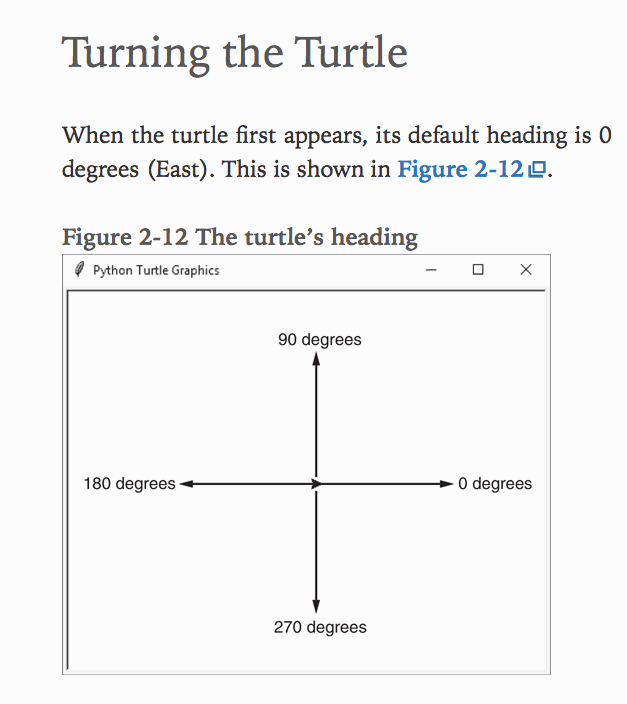 Turning the Turtle
When the turtle first appears, its default heading is 0
degrees (East). This is shown in Figure 2-12.
Figure 2-12 The turtle’s heading
Python Turtle Graphics
90 degrees
180 degrees
0 degrees
270 degrees